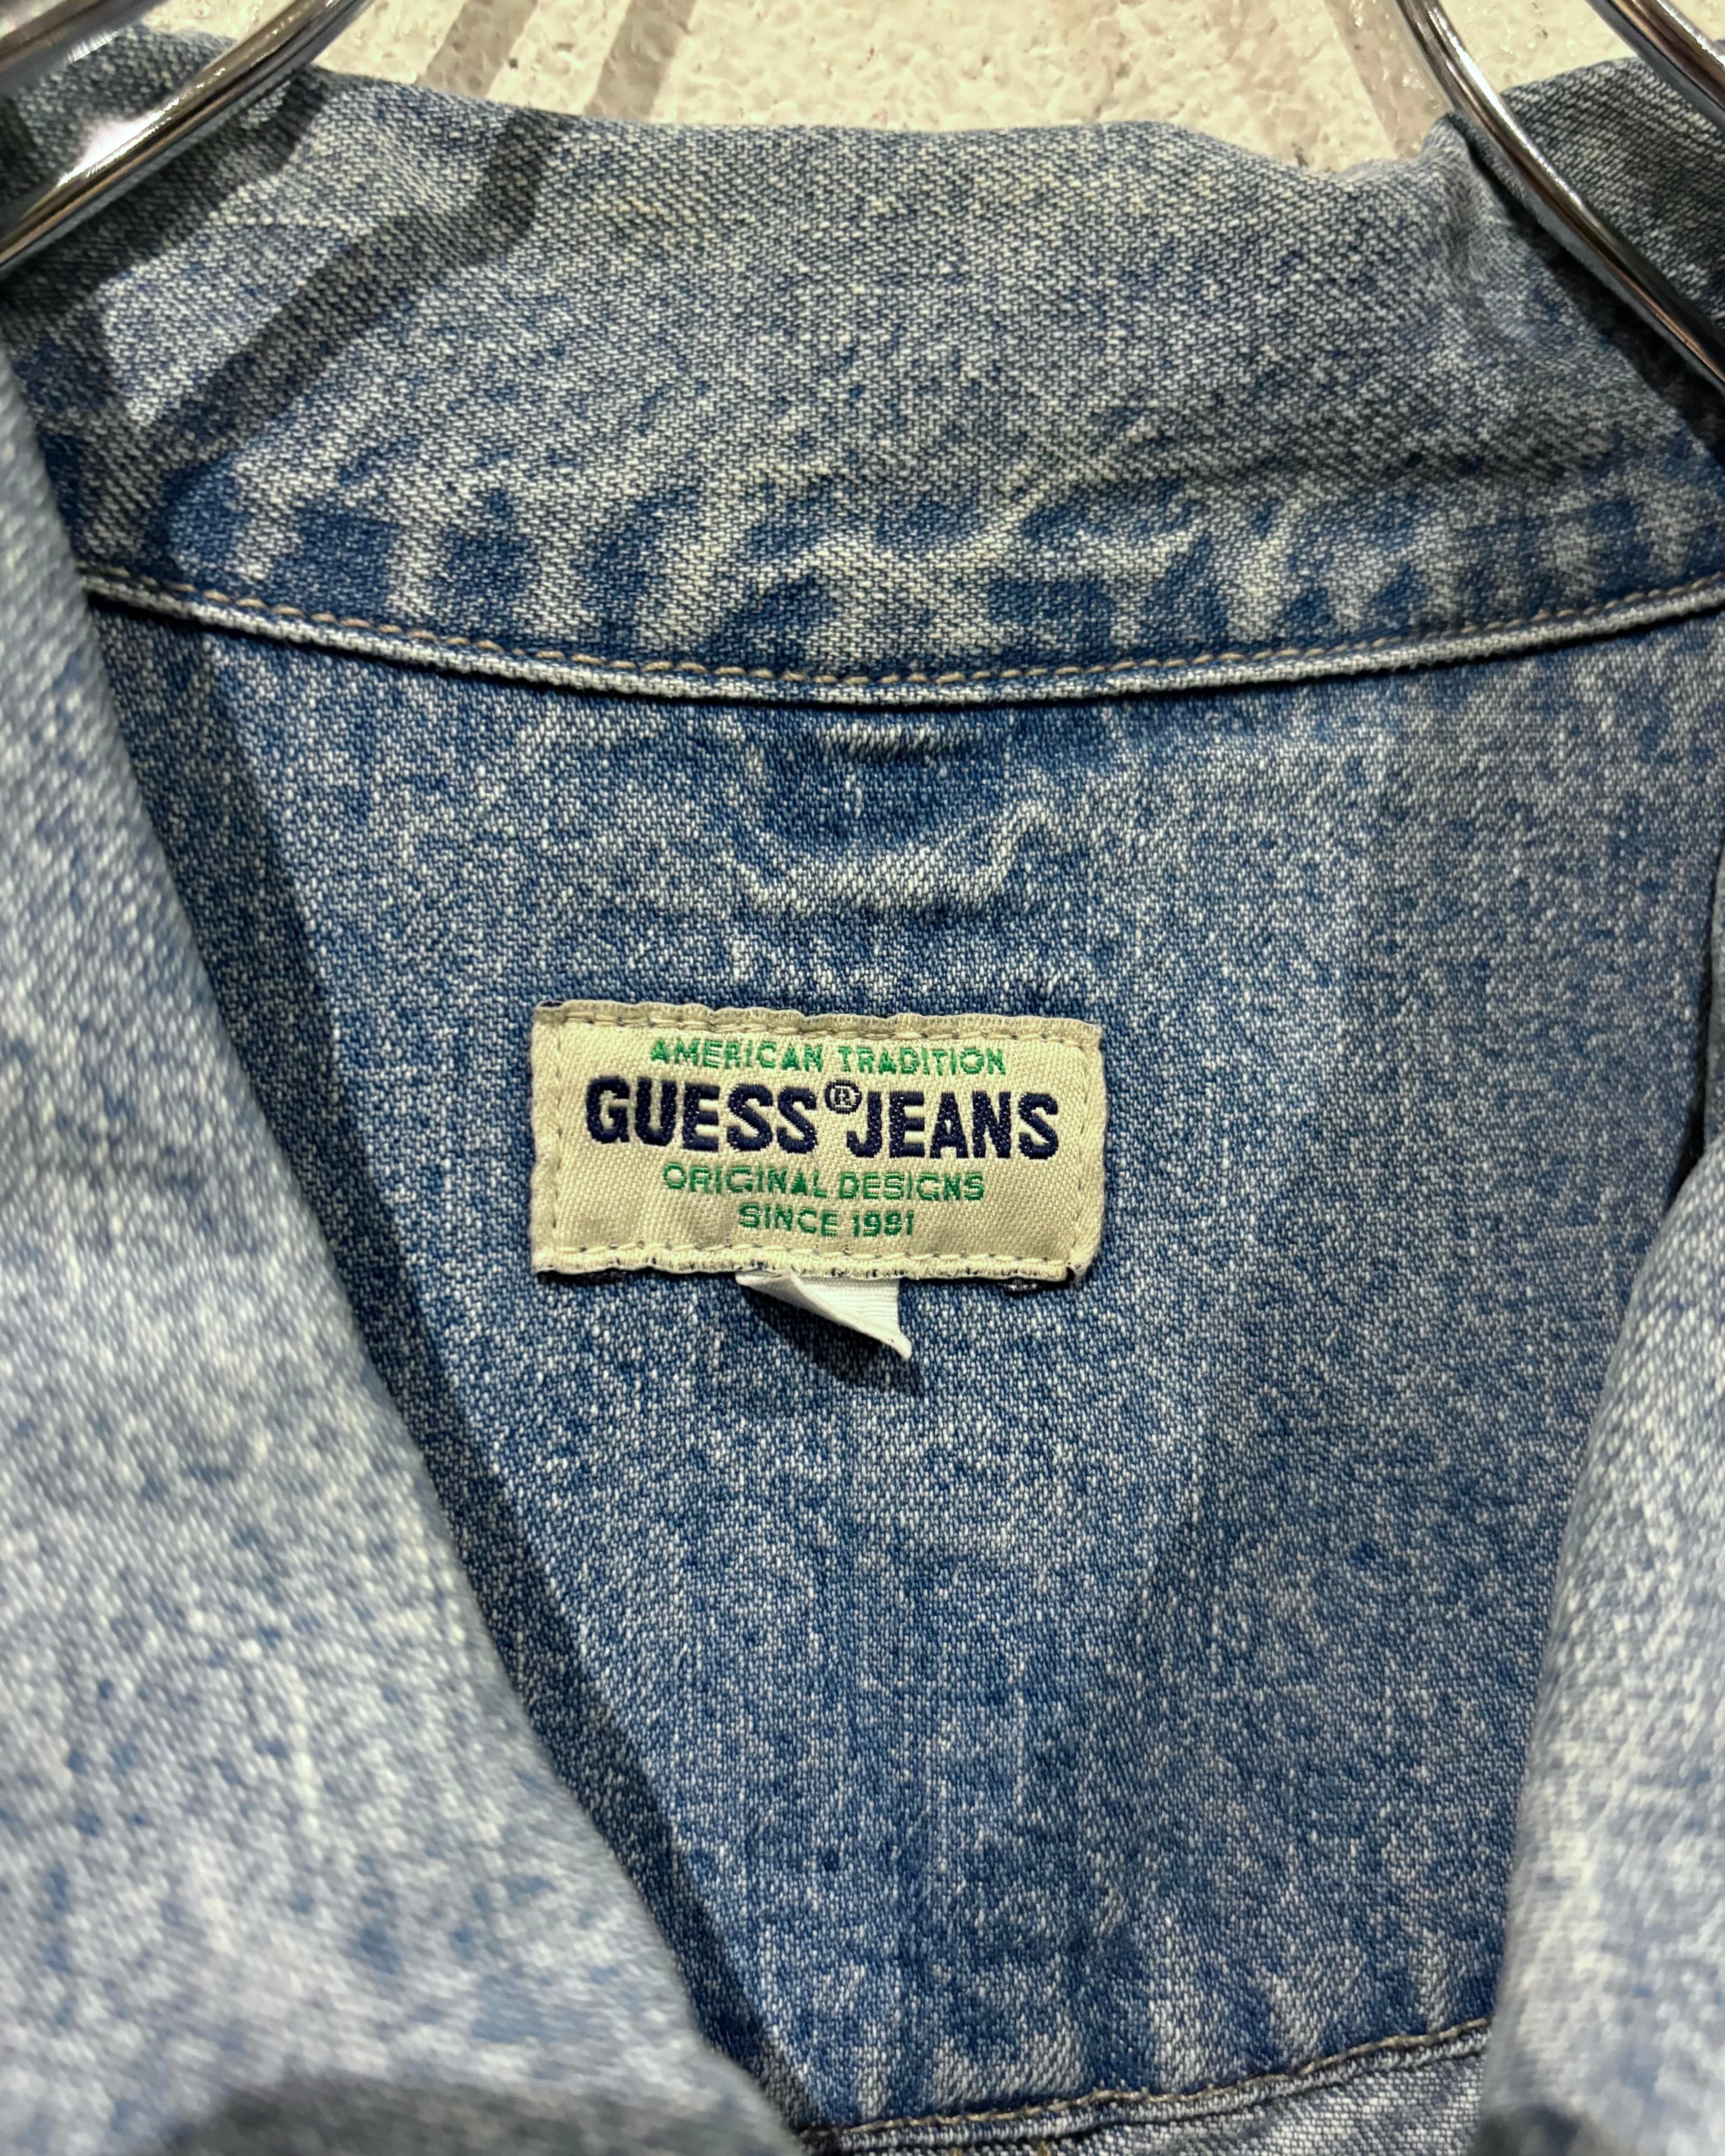 AMERICAN TRADITION
GUESS®JEANS
ORIGINAL DESIGNS
SINCE 1981